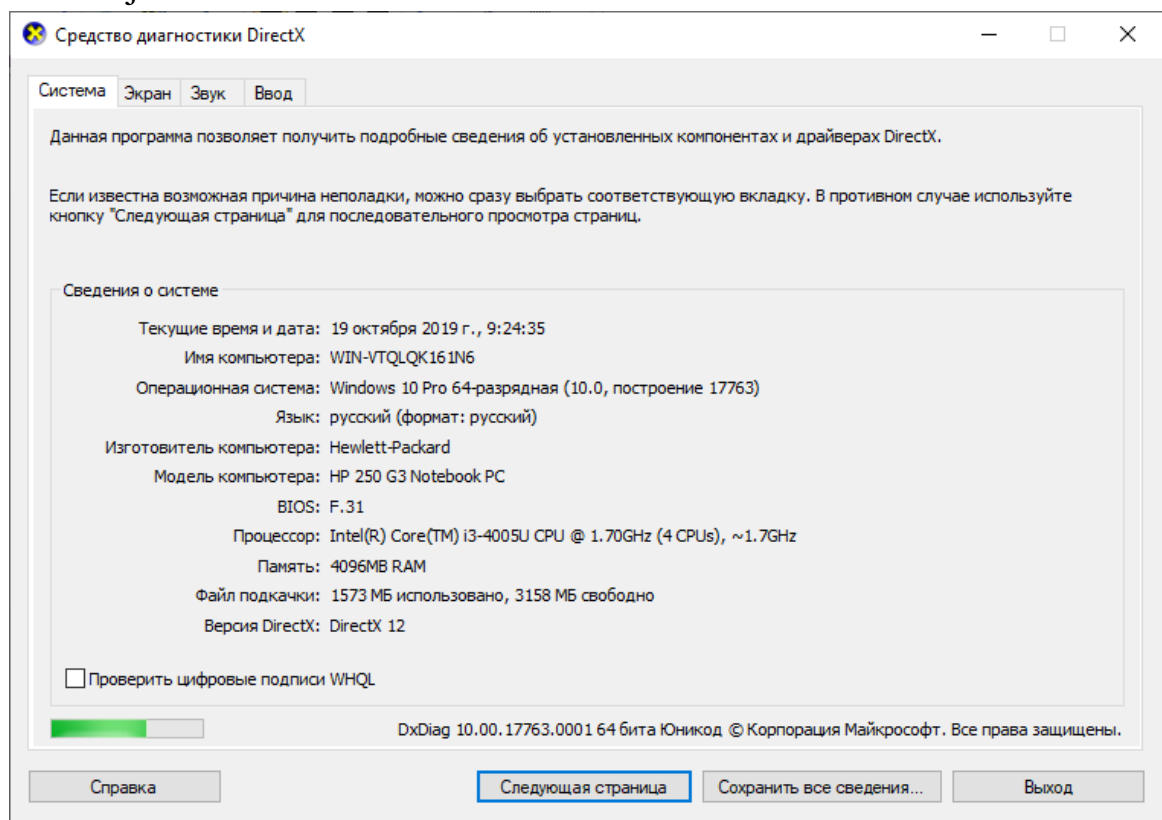 Средство диагностики DirectX
Система Экран Звук Ввод
Данная программа позволяет получить подробные сведения об установленных компонентах и драйверах DirectX.
Если известна возможная причина неполадки, можно сразу выбрать соответствующую вкладку. В противном случае используйте
кнопку "Следующая страница" для последовательного просмотра страниц.
Сведения о системе
Текущие время и дата: 19 октября 2019 г., 9:24:35
Имя компьютера: WIN-VTQLQK161N6
Операционная система: Windows 10 Pro 64-разрядная (10.0, построение 17763)
Язык: русский (формат: русский)
Изготовитель компьютера: Hewlett-Packard
Модель компьютера: HP 250 G3 Notebook PC
BIOS: F.31
Процессор: Intel(R) Core(TM) i3-4005U CPU @ 1.70GHz (4 CPUs), ~1.7GHz
Память: 4096MB RAM
Файл подкачки: 1573 МБ использовано, 3158 МБ свободно
Версия DirectX: DirectX 12
Проверить цифровые подписи WHQL
DxDiag 10.00.17763.0001 64 бита Юникод © Корпорация Майкрософт. Все права защищены.
Справка Следующая страница Сохранить все сведения... Выход